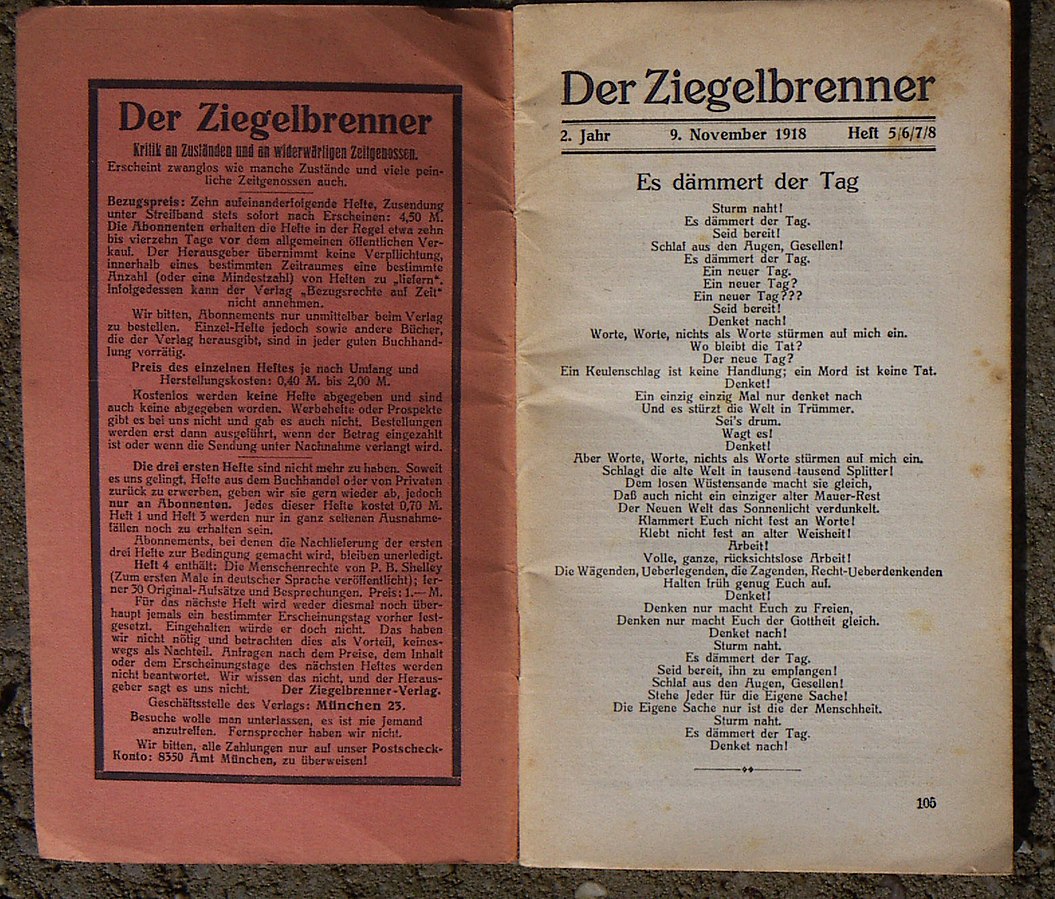 Der Ziegelbrenner
Kritik an Zuständen und an widerwärtigen Zeitgenossen.
Erscheint zwanglos wie manche Zustände und viele pein-
liche Zeitgenossen auch.
Bezugspreis: Zehn aufeinanderfolgende Hefte, Zusendung
unter Streifband stets sofort nach Erscheinen: 4,50 M.
Die Abonnenten erhalten die Hefte in der Regel etwa zehn
bis vierzehn Tage vor dem allgemeinen öffentlichen Ver-
kauf. Der Herausgeber übernimmt keine Verpflichtung,
innerhalb eines bestimmten Zeitraumes eine bestimmte
Anzahl (oder eine Mindestzahl) von Heften zu „liefern“.
Infolgedessen kann der Verlag „Bezugsrechte auf Zeit“
nicht annehmen.
Wir bitten, Abonnements nur unmittelbar beim Verlag
zu bestellen. Einzel-Hefte jedoch sowie andere Bücher,
die der Verlag herausgibt, sind in jeder guten Buchhand-
lung vorrätig.
Preis des einzelnen Heftes je nach Umfang und
Herstellungskosten: 0,40 M. bis 2,00 M.
Kostenlos werden keine Hefte abgegeben und sind
auch keine abgegeben worden. Werbehefte oder Prospekte
gibt es bei uns nicht und gab es auch nicht. Bestellungen
werden erst dann ausgeführt, wenn der Betrag eingezahlt
ist oder wenn die Sendung unter Nachnahme verlangt wird.
Die drei ersten Hefte sind nicht mehr zu haben. Soweit
es uns gelingt, Hefte aus dem Buchhandel oder von Privaten
zurück zu erwerben, geben wir sie gern wieder ab, jedoch
nur an Abonnenten. Jedes dieser Hefte kostet 0,70 M.
Heft 1 und Heft 3 werden nur in ganz seltenen Ausnahme-
fällen noch zu erhalten sein.
Abonnements, bei denen die Nachlieferung der ersten
drei Hefte zur Bedingung gemacht wird, bleiben unerledigt.
Heft 4 enthält: Die Menschenrechte von P. B. Shelley
(Zum ersten Male in deutscher Sprache veröffentlicht); fer-
ner 30 Original-Aufsätze und Besprechungen. Preis: 1.— M.
Für das nächste Heft wird weder diesmal noch über-
haupt jemals ein bestimmter Erscheinungstag vorher fest-
gesetzt. Eingehalten würde er doch nicht. Das haben
wir nicht nötig und betrachten dies als Vorteil, keines-
wegs als Nachteil. Anfragen nach dem Preise, dem Inhalt
oder dem Erscheinungstage des nächsten Heftes werden
nicht beantwortet. Wir wissen das nicht, und der Heraus-
geber sagt es uns nicht. Der Ziegelbrenner-Verlag.
Geschäftsstelle des Verlags: München 23.
Besuche wolle man unterlassen, es ist nie jemand
anzutreffen. Fernsprecher haben wir nicht.
Wir bitten, alle Zahlungen nur auf unser Postscheck-
Konto: 8350 Amt München, zu überweisen!
Der Ziegelbrenner
2. Jahr 9. November 1918 Heft 5/6/7/8
Es dämmert der Tag
Sturm naht!
Es dämmert der Tag.
Seid bereit!
Schlaf aus den Augen, Gesellen!
Es dämmert der Tag.
Ein neuer Tag.
Ein neuer Tag?
Ein neuer Tag???
Seid bereit!
Denket nach!
Worte, Worte, nichts als Worte stürmen auf mich ein.
Wo bleibt die Tat?
Der neue Tag?
Ein Keulenschlag ist keine Handlung; ein Mord ist keine Tat.
Denket!
Ein einzig einzig Mal nur denket nach
Und es stürzt die Welt in Trümmer.
Sei's drum.
Wagt es!
Denket!
Aber Worte, Worte, nichts als Worte stürmen auf mich ein.
Schlagt die alte Welt in tausend tausend Splitter!
Dem losen Wüstensande macht sie gleich,
Daß auch nicht ein einziger alter Mauer-Rest
Der Neuen Welt das Sonnenlicht verdunkelt.
Klammert Euch nicht fest an Worte!
Klebt nicht fest an alter Weisheit!
Arbeit!
Volle, ganze, rücksichtslose Arbeit!
Die Wägenden, Ueberlegenden, die Zagenden, Recht-Ueberdenkenden
Halten früh genug Euch auf.
Denket!
Denken nur macht Euch zu Freien,
Denken nur macht Euch der Gottheit gleich.
Denket nach!
Sturm naht.
Es dämmert der Tag.
Seid bereit, ihn zu empfangen!
Schlaf aus den Augen, Gesellen!
Stehe Jeder für die Eigene Sache!
Die Eigene Sache nur ist die der Menschheit.
Sturm naht.
Es dämmert der Tag.
Denket nach!
105